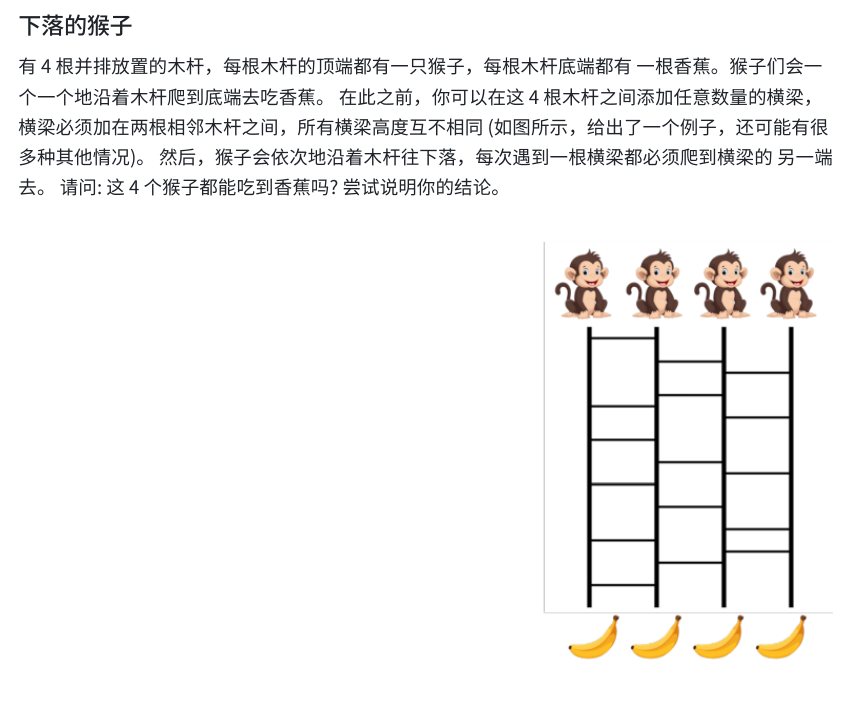 下落的猴子
有 4 根并排放置的木杆，每根木杆的顶端都有一只猴子，每根木杆底端都有 一根香蕉。猴子们会一
个一个地沿着木杆爬到底端去吃香蕉。 在此之前，你可以在这 4 根木杆之间添加任意数量的横梁，
横梁必须加在两根相邻木杆之间，所有横梁高度互不相同 (如图所示，给出了一个例子，还可能有很
多种其他情况)。 然后，猴子会依次地沿着木杆往下落，每次遇到一根横梁都必须爬到横梁的 另一端
去。 请问: 这 4 个猴子都能吃到香蕉吗? 尝试说明你的结论。